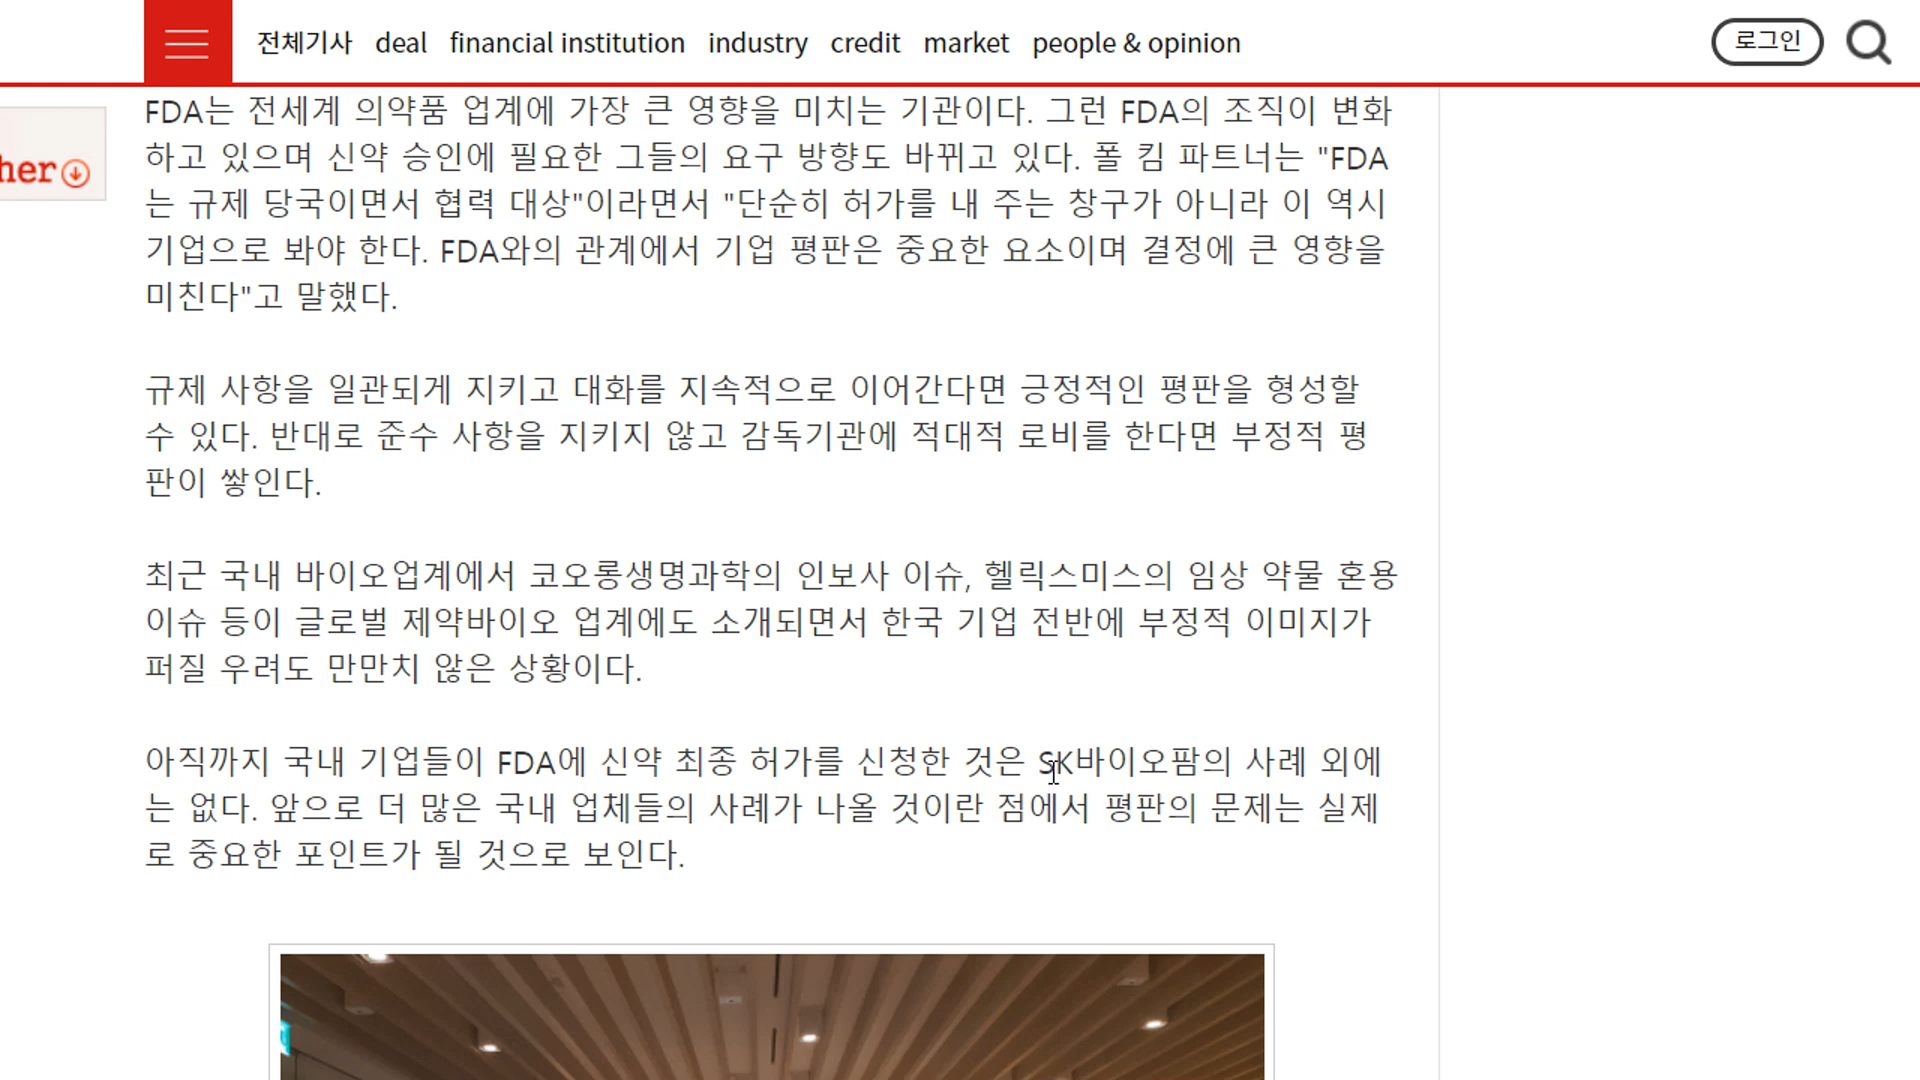 전체기사 deal financial institution industry credit market people & opinion 로그인
her
FDA는 전세계 의약품 업계에 가장 큰 영향을 미치는 기관이다. 그런 FDA의 조직이 변화
하고 있으며 신약 승인에 필요한 그들의 요구 방향도 바뀌고 있다. 폴 킴 파트너는 "FDA
는 규제 당국이면서 협력 대상"이라면서 "단순히 허가를 내 주는 창구가 아니라 이 역시
기업으로 봐야 한다. FDA와의 관계에서 기업 평판은 중요한 요소이며 결정에 큰 영향을
미친다"고 말했다.
규제 사항을 일관되게 지키고 대화를 지속적으로 이어간다면 긍정적인 평판을 형성할
수 있다. 반대로 준수 사항을 지키지 않고 감독기관에 적대적 로비를 한다면 부정적 평
판이 쌓인다.
최근 국내 바이오업계에서 코오롱생명과학의 인보사 이슈, 헬릭스미스의 임상 약물 혼용
이슈 등이 글로벌 제약바이오 업계에도 소개되면서 한국 기업 전반에 부정적 이미지가
퍼질 우려도 만만치 않은 상황이다.
아직까지 국내 기업들이 FDA에 신약 최종 허가를 신청한 것은 SK바이오팜의 사례 외에
는 없다. 앞으로 더 많은 국내 업체들의 사례가 나올 것이란 점에서 평판의 문제는 실제
로 중요한 포인트가 될 것으로 보인다.